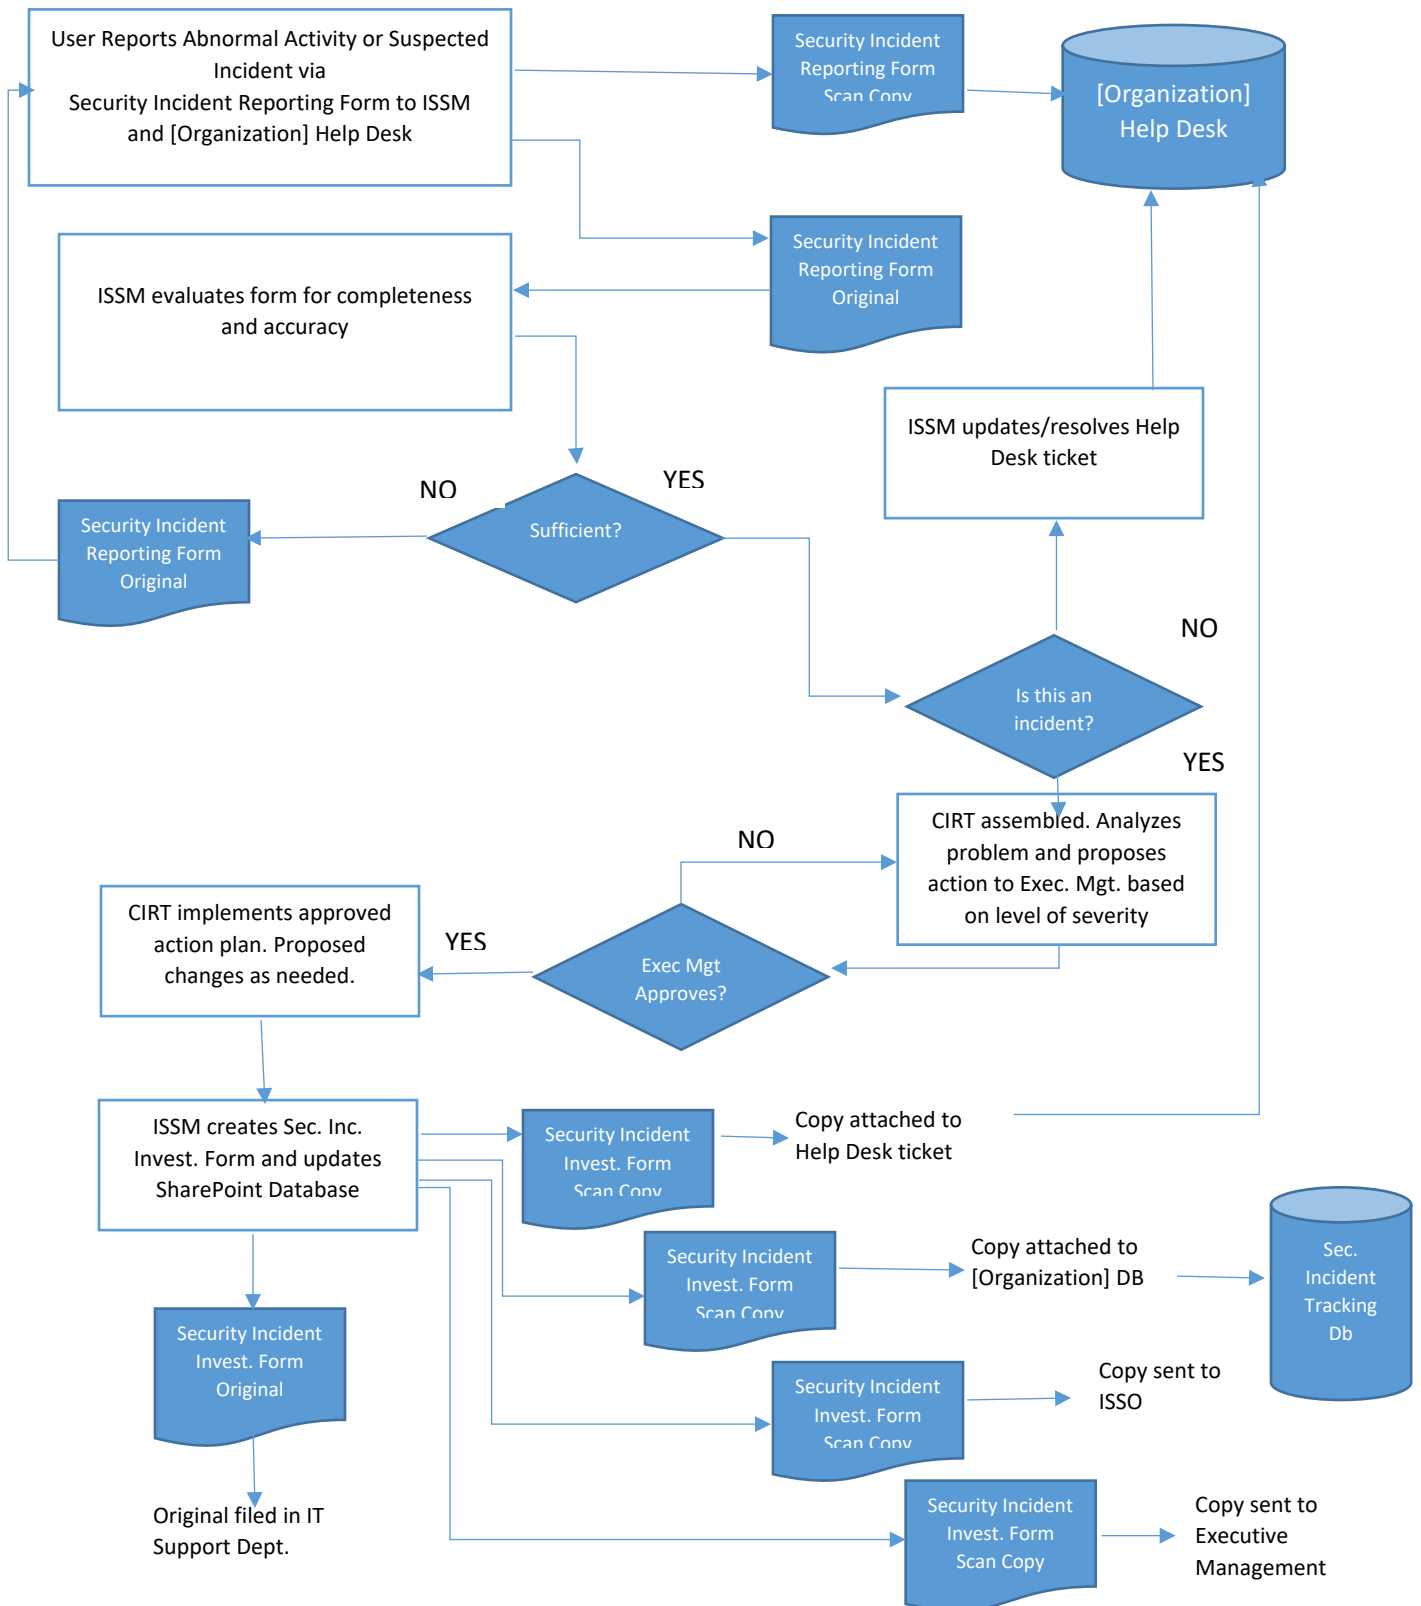 User Reports Abnormal Activity or Suspected
Incident via
Security Incident Reporting Form to ISSM
and [Organization] Help Desk
Security Incident
Reporting Form
Scan Copy
[Organization]
Help Desk
Security Incident
Reporting Form
Original
ISSM evaluates form for completeness
and accuracy
ISSM updates/resolves Help
Desk ticket
NO
YES
Sufficient?
Security Incident
Reporting Form
Original
NO
Is this an
incident?
YES
CIRT assembled. Analyzes
problem and proposes
action to Exec. Mgt. based
on level of severity
NO
CIRT implements approved
action plan. Proposed
changes as needed.
YES
Exec Mgt
Approves?
ISSM creates Sec. Inc.
Invest. Form and updates
SharePoint Database
Security Incident
Invest. Form
Scan Copy
Copy attached to
Help Desk ticket
Security Incident
Invest. Form
Scan Copy
Copy attached to
[Organization] DB
Sec.
Incident
Tracking
Db
Security Incident
Invest. Form
Original
Security Incident
Invest. Form
Scan Copy
Copy sent to
ISSO
Original filed in IT
Support Dept.
Security Incident
Invest. Form
Scan Copy
Copy sent to
Executive
Management